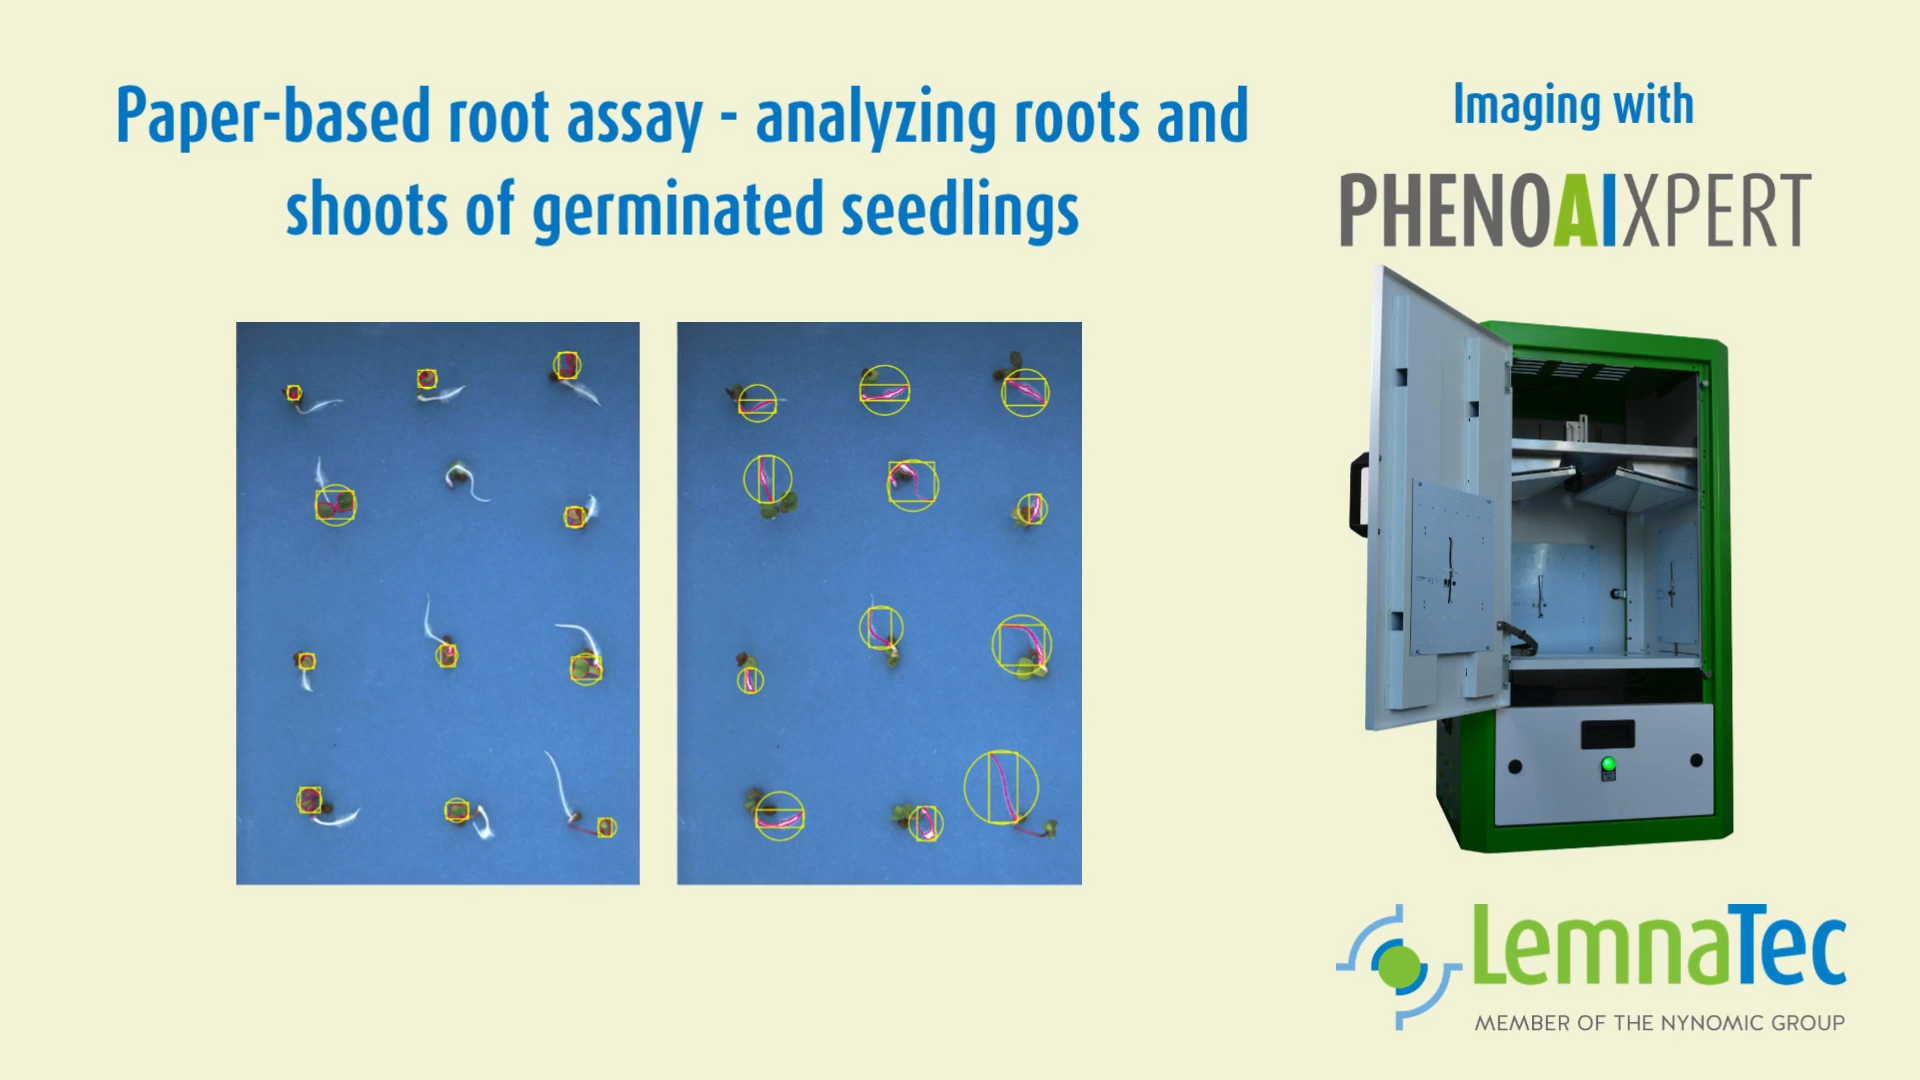 Paper-based root assay - analyzing roots and
shoots of germinated seedlings
Imaging with
PHENOAIXPERT
LemnaTec
MEMBER OF THE NYNOMIC GROUP